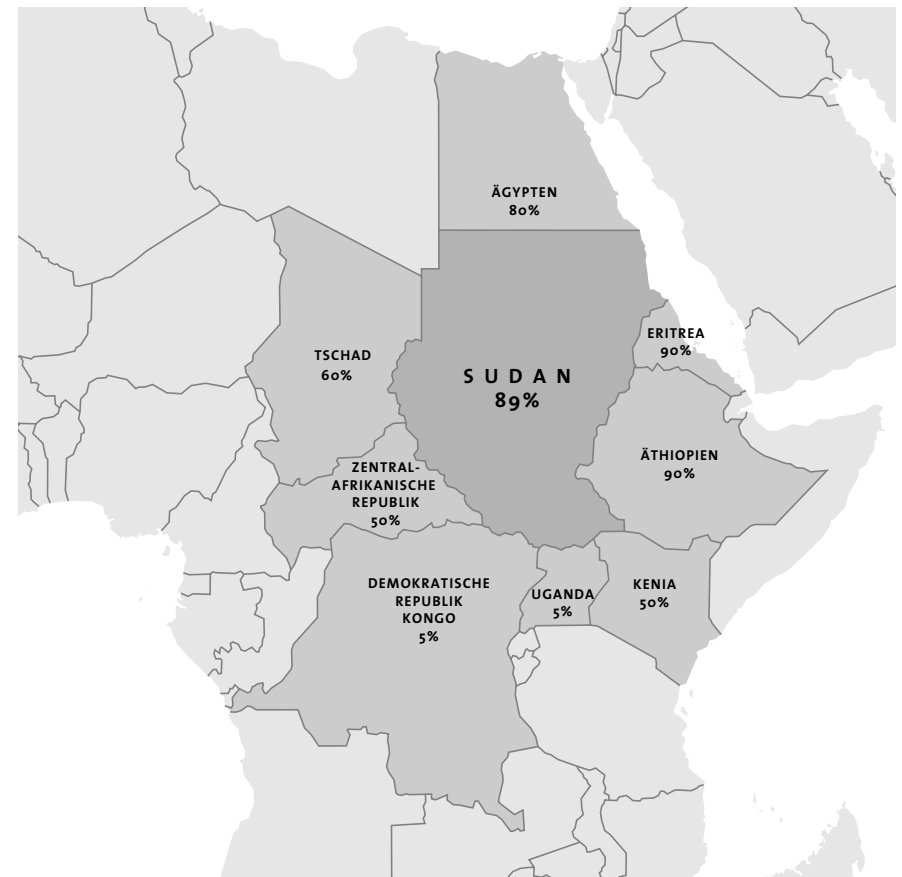 ÄGYPTEN
80%
ERITREA
90%
TSCHAD
60%
SUDAN
89%
ÄTHIOPIEN
90%
ZENTRAL-
AFRIKANISCHE
REPUBLIK
50%
DEMOKRATISCHE
REPUBLIK
KONGO
5%
UGANDA
5%
KENIA
50%